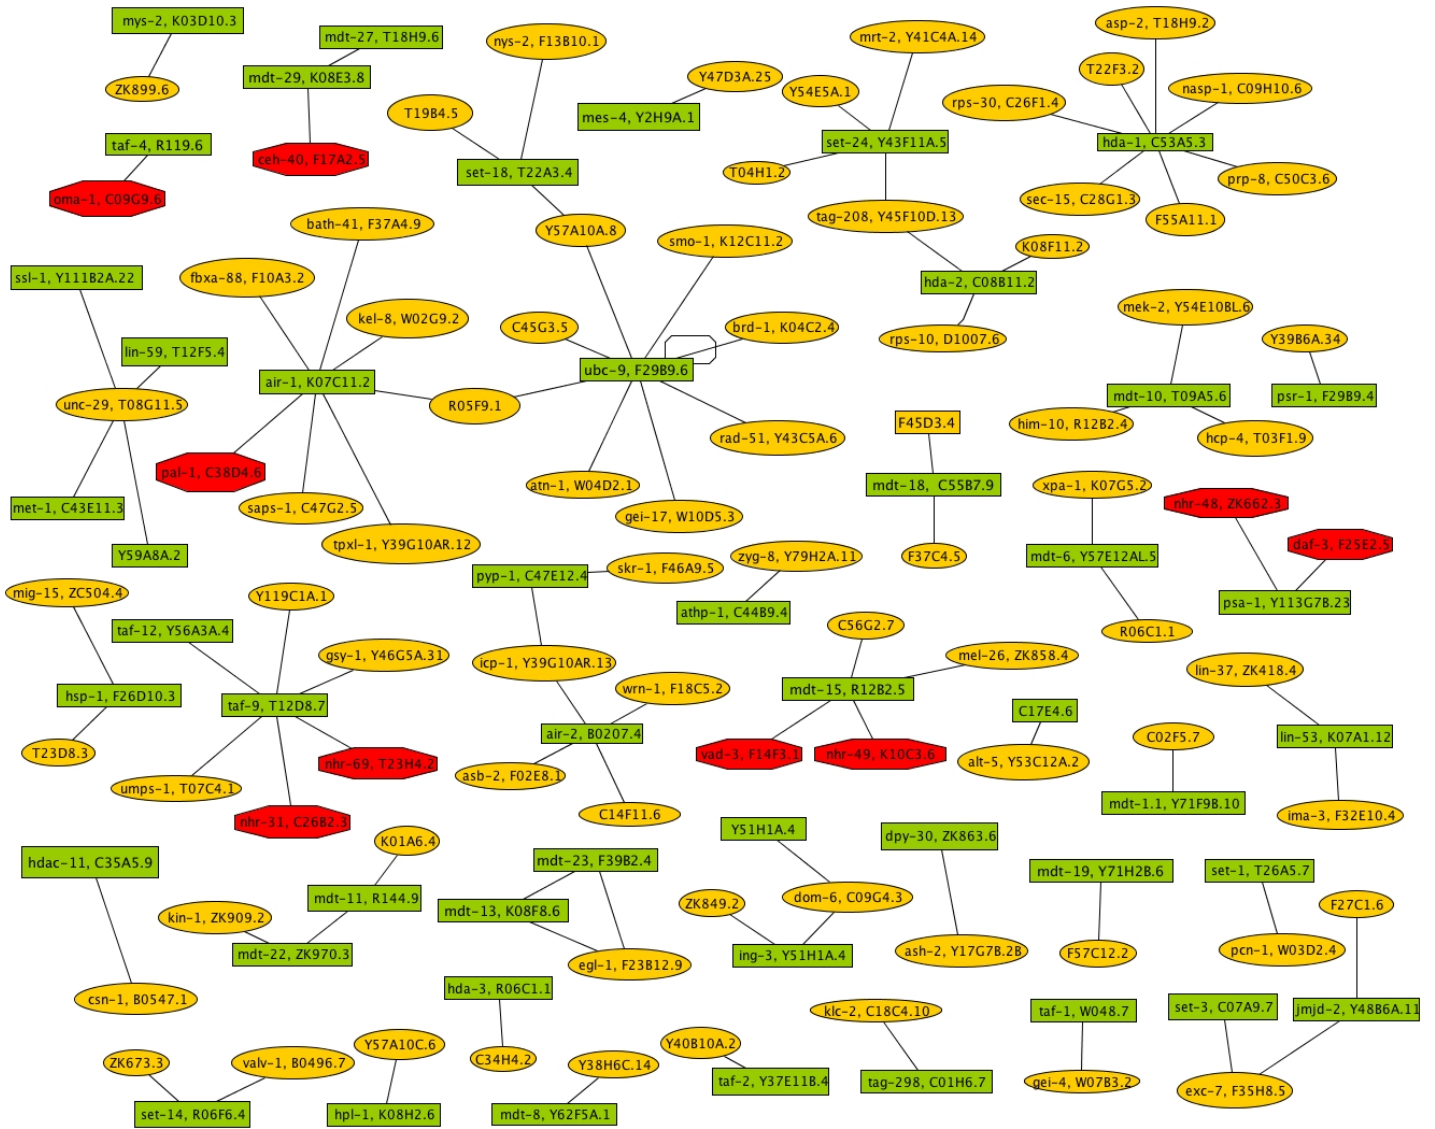 mys-2, K03D10.3
ZK899.6
mdt-27, T18H9.6
mdt-29, K08E3.8
ceh-40, F17A2.5
taf-4, R119.6
oma-1, C09G9.6
nys-2, F13B10.1
T19B4.5
set-18, T22A3.4
Y57A10A.8
Y47D3A.25
mes-4, Y2H9A.1
mrt-2, Y41C4A.14
Y54E5A.1
set-24, Y43F11A.5
T04H1.2
tag-208, Y45F10D.13
K08F11.2
hda-2, C08B11.2
rps-10, D1007.6
asp-2, T18H9.2
T22F3.2
nasp-1, C09H10.6
rps-30, C26F1.4
hda-1, C53A5.3
prp-8, C50C3.6
sec-15, C28G1.3
F55A11.1
bath-41, F37A4.9
fbxa-88, F10A3.2
kel-8, W02G9.2
air-1, K07C11.2
R05F9.1
pal-1, C38D4.6
saps-1, C47G2.5
tpxl-1, Y39G10AR.12
smo-1, K12C11.2
C45G3.5
brd-1, K04C2.4
ubc-9, F29B9.6
rad-51, Y43C5A.6
atn-1, W04D2.1
gei-17, W10D5.3
ssl-1, Y111B2A.22
lin-59, T12F5.4
unc-29, T08G11.5
met-1, C43E11.3
Y59A8A.2
mek-2, Y54E10BL.6
mdt-10, T09A5.6
him-10, R12B2.4
hcp-4, T03F1.9
Y39B6A.34
psr-1, F29B9.4
F45D3.4
mdt-18, C55B7.9
F37C4.5
xpa-1, K07G5.2
mdt-6, Y57E12AL.5
R06C1.1
nhr-48, ZK662.3
daf-3, F25E2.5
psa-1, Y113G7B.23
mig-15, ZC504.4
hsp-1, F26D10.3
T23D8.3
Y119C1A.1
taf-12, Y56A3A.4
gsy-1, Y46G5A.31
taf-9, T12D8.7
nhr-69, T23H4.2
umps-1, T07C4.1
nhr-31, C26B2.3
pyp-1, C47E12.4
skr-1, F46A9.5
icp-1, Y39G10AR.13
wrn-1, F18C5.2
air-2, B0207.4
asb-2, F02E8.1
C14F11.6
zyg-8, Y79H2A.11
athp-1, C44B9.4
C56G2.7
mel-26, ZK858.4
mdt-15, R12B2.5
vad-3, F14F3.1
nhr-49, K10C3.6
C17E4.6
alt-5, Y53C12A.2
C02F5.7
mdt-1.1, Y71F9B.10
lin-37, ZK418.4
lin-53, K07A1.12
ima-3, F32E10.4
hdac-11, C35A5.9
csn-1, B0547.1
K01A6.4
mdt-11, R144.9
kin-1, ZK909.2
mdt-22, ZK970.3
mdt-23, F39B2.4
mdt-13, K08F8.6
egl-1, F23B12.9
Y51H1A.4
dom-6, C09G4.3
ZK849.2
ing-3, Y51H1A.4
dpy-30, ZK863.6
ash-2, Y17G7B.2B
mdt-19, Y71H2B.6
F57C12.2
set-1, T26A5.7
pcn-1, W03D2.4
F27C1.6
jmjd-2, Y48B6A.11
set-3, C07A9.7
exc-7, F35H8.5
hda-3, R06C1.1
C34H4.2
klc-2, C18C4.10
tag-298, C01H6.7
taf-1, W048.7
gei-4, W07B3.2
ZK673.3
valv-1, B0496.7
set-14, R06F6.4
Y57A10C.6
hpl-1, K08H2.6
Y38H6C.14
mdt-8, Y62F5A.1
Y40B10A.2
taf-2, Y37E11B.4